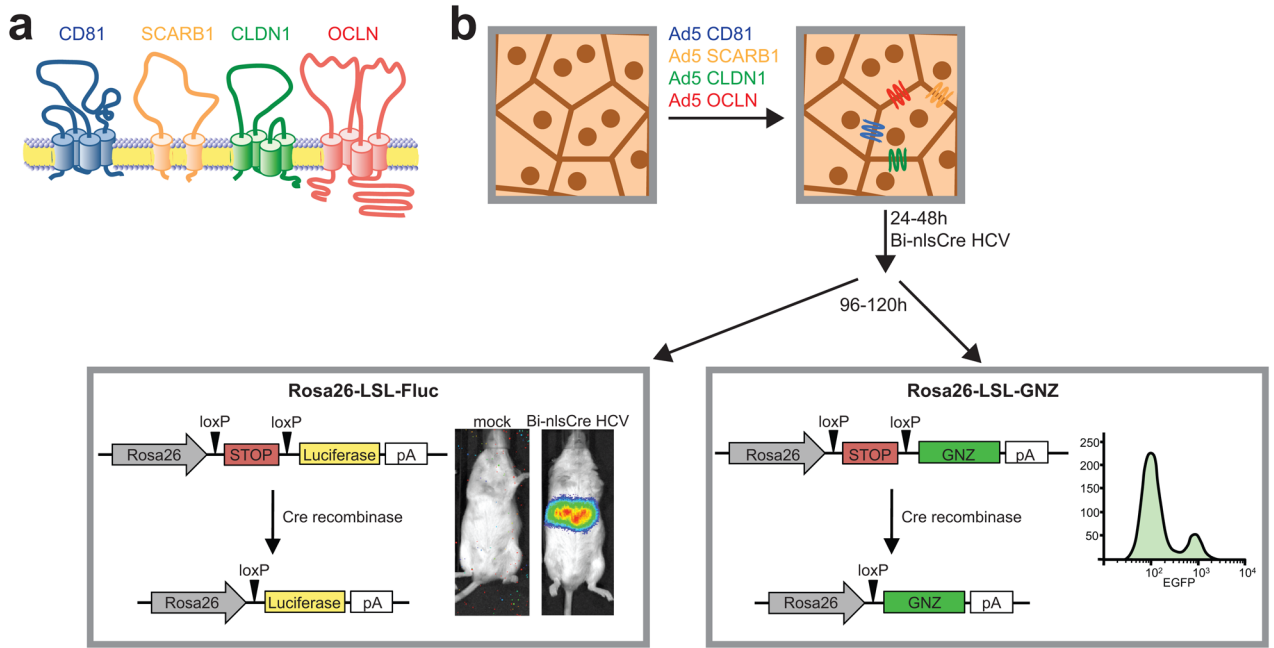 a
CD81
SCARB1
CLDN1
OCLN
b
Ad5 CD81
Ad5 SCARB1
Ad5 CLDN1
Ad5 OCLN
24-48h
Bi-nlsCre HCV
96-120h
Rosa26-LSL-Fluc
loxP
loxP
Rosa26
STOP
Luciferase
pA
Cre recombinase
loxP
Rosa26
Luciferase
pA
mock
Bi-nlsCre HCV
Rosa26-LSL-GNZ
loxP
loxP
Rosa26
STOP
GNZ
pA
Cre recombinase
loxP
Rosa26
GNZ
pA
250
200
150
100
50
10²
10³
10⁴
EGFP